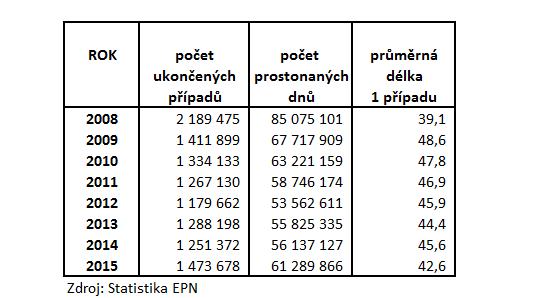 ROK počet ukončených případů počet prostonaných dnů průměrná délka 1 případu
2008 2 189 475 85 075 101 39,1
2009 1 411 899 67 717 909 48,6
2010 1 334 133 63 221 159 47,8
2011 1 267 130 58 746 174 46,9
2012 1 179 662 53 562 611 45,9
2013 1 288 198 55 825 335 44,4
2014 1 251 372 56 137 127 45,6
2015 1 473 678 61 289 866 42,6
Zdroj: Statistika EPN